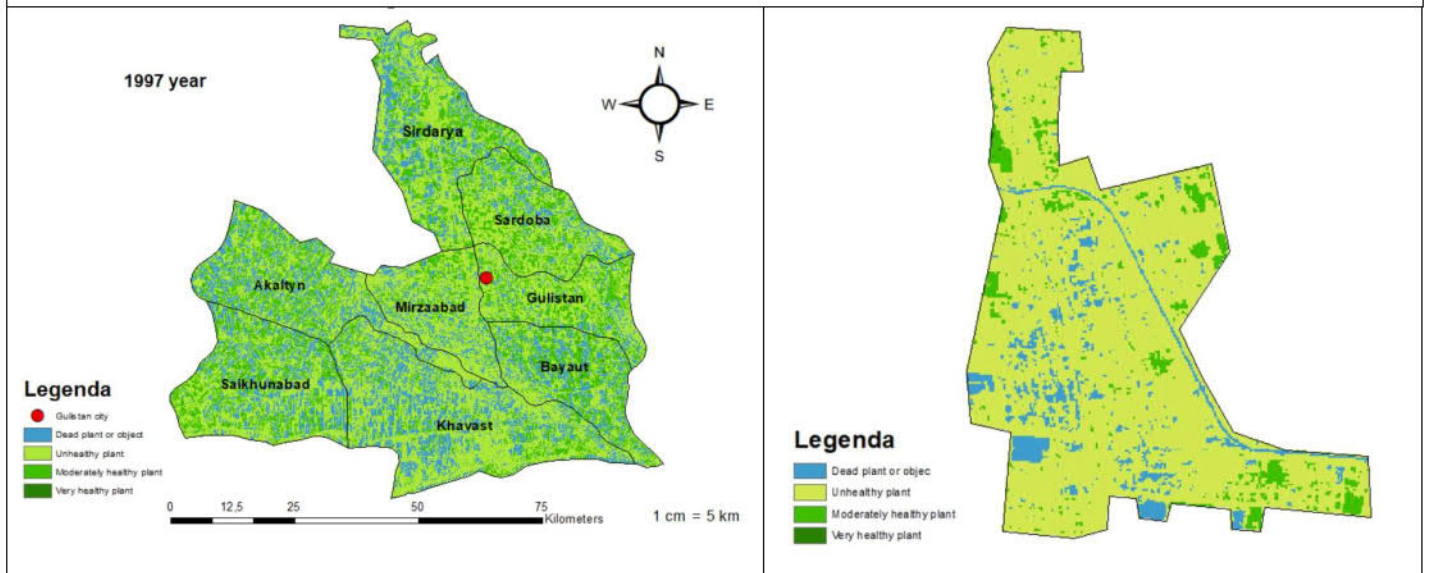 1997 year
N
W
E
S
Sirdarya
Sardoba
Akaltyn
Mirzaabad
Gulistan
Bayaut
Saikhunabad
Khavast
Legenda
Gulistan city
Dead plant or object
Unhealthy plant
Moderately healthy plant
Very healthy plant
0 12,5 25 50 75
Kilometers
1 cm = 5 km
Legenda
Dead plant or objec
Unhealthy plant
Moderately healthy plant
Very healthy plant